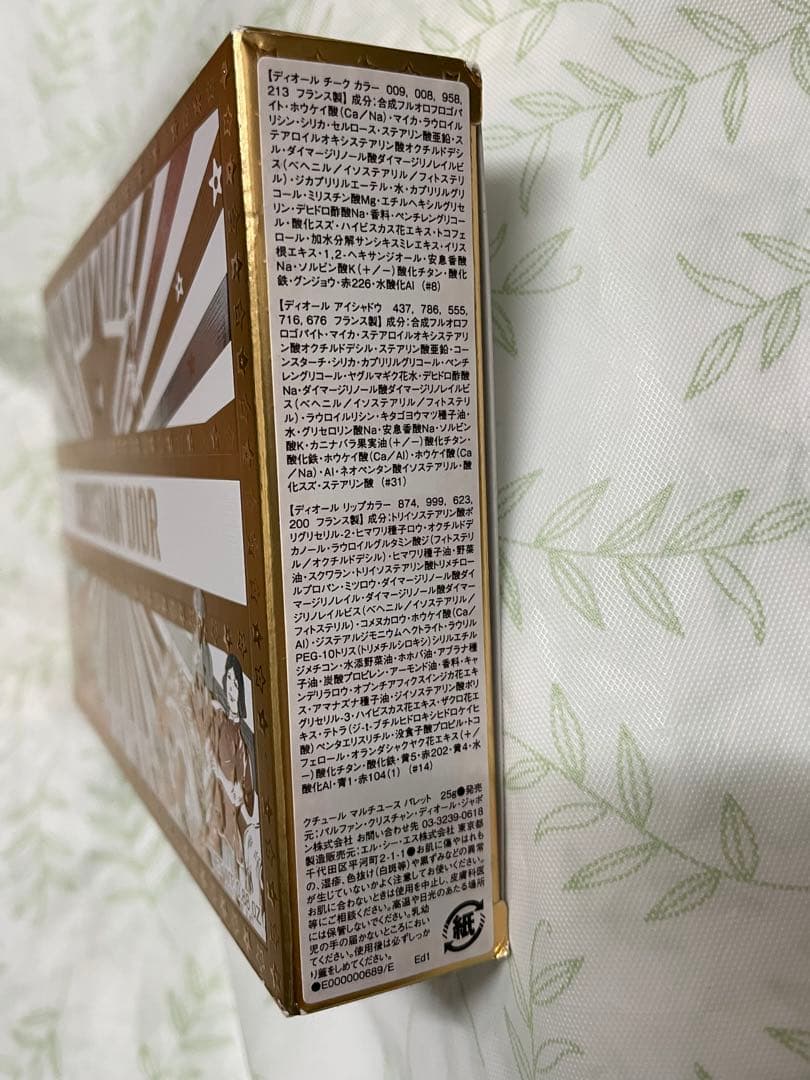 【ディオール チーク カラー 009, 008, 958,
213 フランス製】成分:合成フルオロフロゴパ
イト・ホウケイ酸(Ca/Na)・マイカ・ラウロイル
リシン・シリカ・セルロース・ステアリン酸亜鉛・ス
テアロイルオキシステアリン酸オクチルドデシ
ル・ダイマージリノール酸ダイマージリノレイルビ
ス(ベヘニル/イソステアリル/フィトステリ
ル)・ジカプリリルエーテル・水・カプリリルグリ
コール・ミリスチン酸Mg・エチルヘキシルグリセ
リン・デヒドロ酢酸Na・香料・ペンチレングリコー
ル・酸化スズ・ハイビスカス花エキス・トコフェ
ロール・加水分解サンシキスミレエキス・イリス
根エキス・1,2-ヘキサンジオール・安息香酸
Na・ソルビン酸K(+/-)酸化チタン・酸化
鉄・グンジョウ・赤226・水酸化Al (#8)
【ディオール アイシャドウ 437, 786, 555,
716, 676 フランス製】成分:合成フルオロフ
ロゴパイト・マイカ・ステアロイルオキシステアリ
ン酸オクチルドデシル・ステアリン酸亜鉛・コー
ンスターチ・シリカ・カプリリルグリコール・ペンチ
レングリコール・ヤグルマギク花水・デヒドロ酢酸
Na・ダイマージリノール酸ダイマージリノレイルビ
ス(ベヘニル/イソステアリル/フィトステリ
ル)・ラウロイルリシン・キタゴヨウマツ種子油・
水・グリセロリン酸Na・安息香酸Na・ソルビン
酸K・カニナバラ果実油(+/-)酸化チタン・
酸化鉄・ホウケイ酸(Ca/Al)・ホウケイ酸(Ca
/Na)・Al・ネオペンタン酸イソステアリル・酸
化スズ・ステアリン酸 (#31)
【ディオール リップカラー 874, 999, 623,
200 フランス製】成分:トリイソステアリン酸ポ
リグリセリル-2・ヒマワリ種子ロウ・オクチルドデ
カノール・ラウロイルグルタミン酸ジ(フィトステリ
ル/オクチルドデシル)・ヒマワリ種子油・野菜
油・スクワラン・トリイソステアリン酸トリメチロー
ルプロパン・ミツロウ・ダイマージリノール酸ダイ
マージリノレイル・ダイマージリノール酸ダイマー
ジリノレイルビス(ベヘニル/イソステアリル/
フィトステリル)・コメヌカロウ・ホウケイ酸(Ca/
Al)・ジステアルジモニウムヘクトライト・ラウリル
PEG-10トリス(トリメチルシロキシ)シリルエチル
ジメチコン・水添野菜油・ホホバ油・アブラナ種
子油・炭酸プロピレン・アーモンド油・香料・キャ
ンデリラロウ・オプンチアフィクスインジカ花エキ
ス・アマナズナ種子油・ジイソステアリン酸ポリ
グリセリル-3・ハイビスカス花エキス・ザクロ花エ
キス・テトラ(ジ-t-ブチルヒドロキシヒドロケイヒ
酸)ペンタエリスリチル・没食子酸プロピル・トコ
フェロール・オランダシャクヤク花エキス(+/
-)酸化チタン・酸化鉄・黄5・赤202・黄4・水
酸化Al・青1・赤104(1) (#14)
クチュール マルチユース パレット 25g●発売
元:パルファン・クリスチャン・ディオール・ジャポ
ン株式会社 お問い合わせ先 03-3239-0618
製造販売元:エル・シー・エス株式会社 東京都
千代田区平河町2-1-1●お肌に傷やはれも
の、湿疹、色抜け(白斑等)や黒ずみなどの異常
が生じていないかよく注意してお使いください。
お肌に合わないときは使用を中止し、皮膚科医
等にご相談ください。高温や日光のあたる場所
には保管しないでください。乳幼
児の手の届かないところにおい
てください。使用後は必ずしっか
り蓋をしめてください。
●E000000689/E Ed1
紙
DIOR